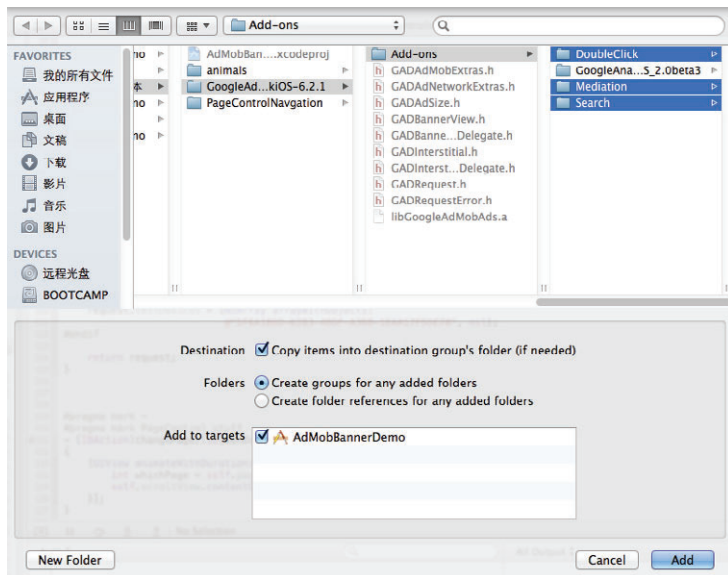 Add-ons
FAVORITES
我的所有文件
应用程序
桌面
文稿
下载
影片
音乐
图片
DEVICES
远程光盘
BOOTCAMP
no
本
no
no
AdMobBan....xcodeproj
animals
GoogleAd...kiOS-6.2.1
PageControlNavgation
Add-ons
GADAdMobExtras.h
GADAdNetworkExtras.h
GADAdSize.h
GADBannerView.h
GADBanne...Delegate.h
GADInterstitial.h
GADInterst...Delegate.h
GADRequest.h
GADRequestError.h
libGoogleAdMobAds.a
DoubleClick
GoogleAna...S_2.0beta3
Mediation
Search
Destination Copy items into destination group's folder (if needed)
Folders Create groups for any added folders
Create folder references for any added folders
Add to targets AdMobBannerDemo
New Folder Cancel Add